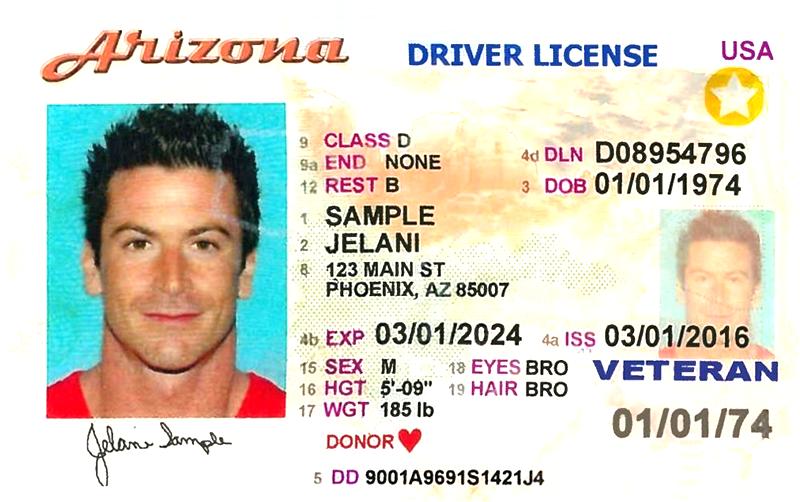 Arizona DRIVER LICENSE USA
9 CLASS D
9a END NONE 4d DLN D08954796
12 REST B 3 DOB 01/01/1974
1 SAMPLE
2 JELANI
8 123 MAIN ST
PHOENIX, AZ 85007
4b EXP 03/01/2024 4a ISS 03/01/2016
15 SEX M 18 EYES BRO VETERAN
16 HGT 5'-09" 19 HAIR BRO
17 WGT 185 lb 01/01/74
DONOR
Jelani Sample
5 DD 9001A9691S1421J4